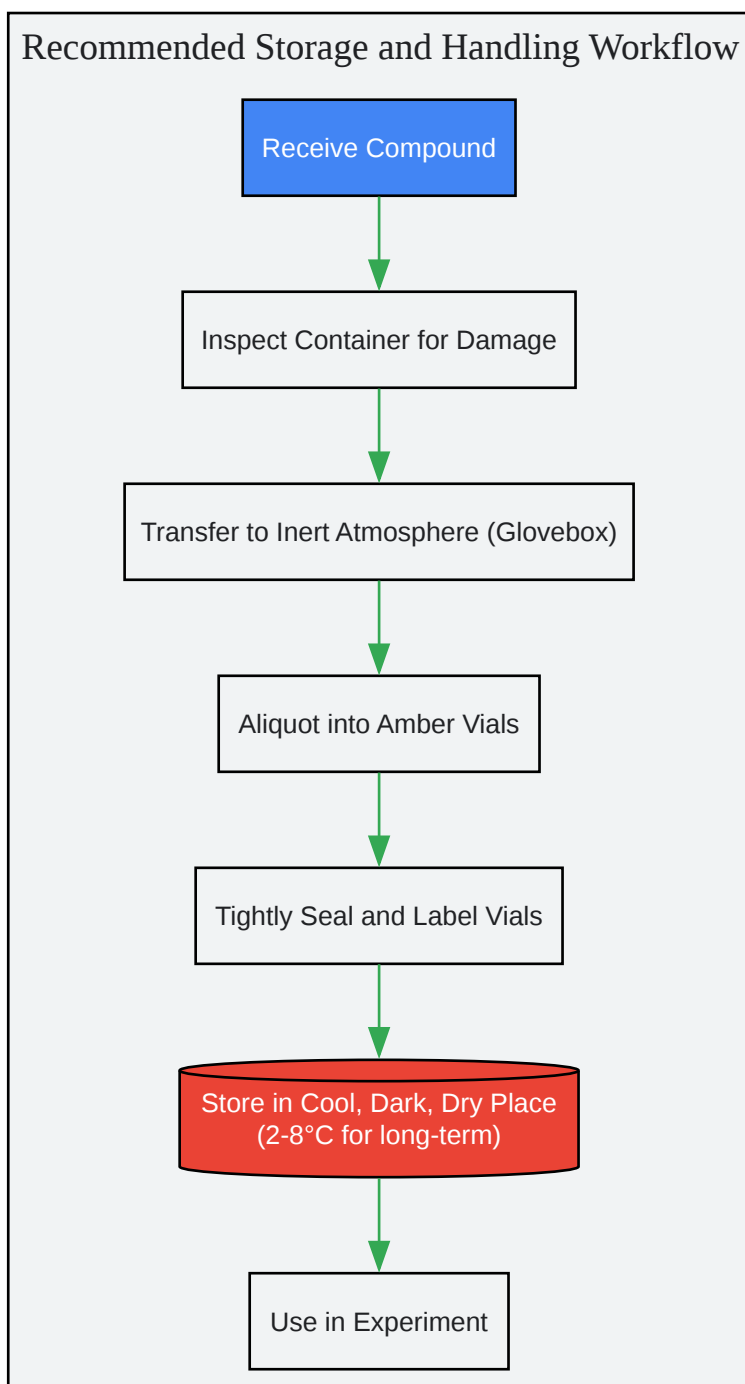 Recommended Storage and Handling Workflow
Receive Compound
Inspect Container for Damage
Transfer to Inert Atmosphere (Glovebox)
Aliquot into Amber Vials
Tightly Seal and Label Vials
Store in Cool, Dark, Dry Place
(2-8°C for long-term)
Use in Experiment